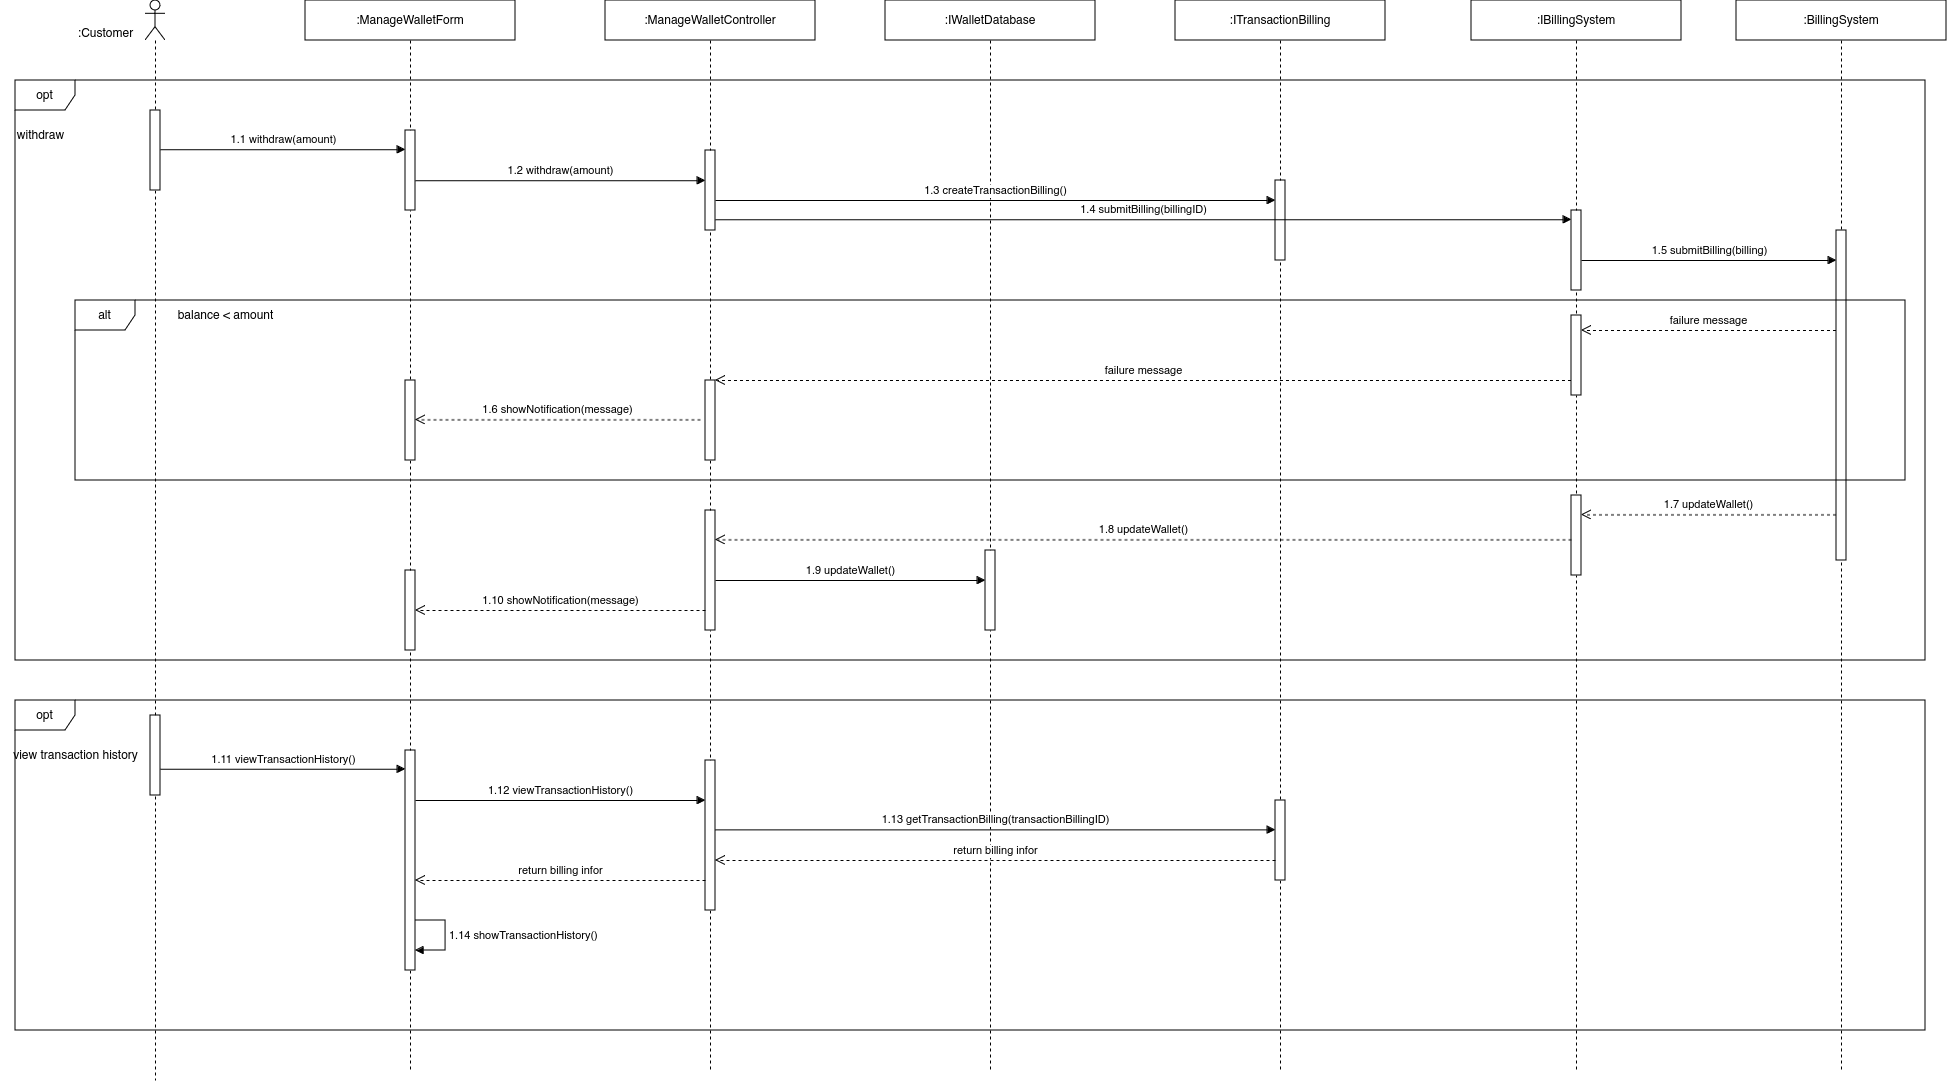 :Customer
:ManageWalletForm
:ManageWalletController
:IWalletDatabase
:ITransactionBilling
:IBillingSystem
:BillingSystem
opt
withdraw
1.1 withdraw(amount)
1.2 withdraw(amount)
1.3 createTransactionBilling()
1.4 submitBilling(billingID)
1.5 submitBilling(billing)
alt
balance < amount
failure message
failure message
1.6 showNotification(message)
1.7 updateWallet()
1.8 updateWallet()
1.9 updateWallet()
1.10 showNotification(message)
opt
view transaction history
1.11 viewTransactionHistory()
1.12 viewTransactionHistory()
1.13 getTransactionBilling(transactionBillingID)
return billing infor
return billing infor
1.14 showTransactionHistory()